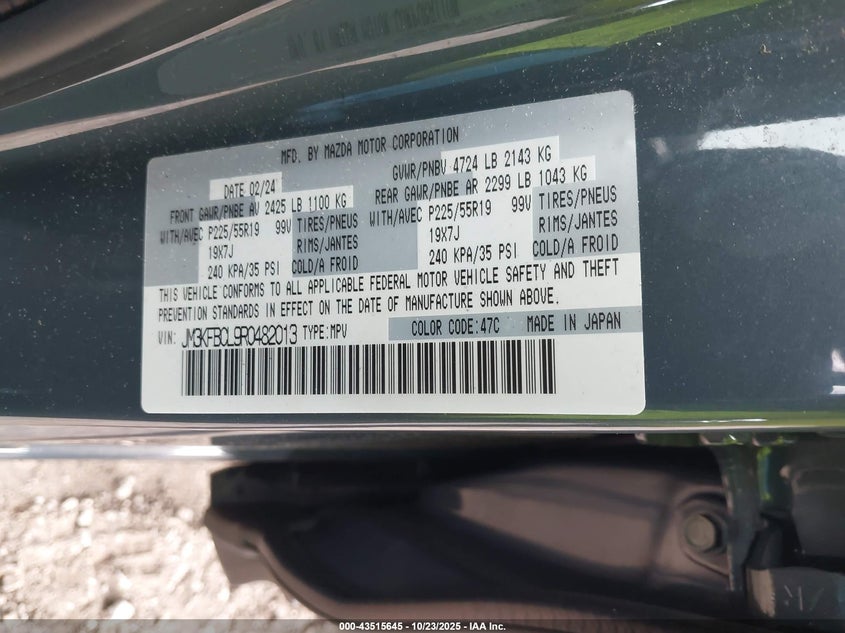 MFD. BY MAZDA MOTOR CORPORATION
DATE 02/24 GVWR/PNBV 4724 LB 2143 KG
FRONT GAWR/PNBE AV 2425 LB 1100 KG REAR GAWR/PNBE AR 2299 LB 1043 KG
WITH/AVEC P225/55R19 99V TIRES/PNEUS WITH/AVEC P225/55R19 99V TIRES/PNEUS
19X7J RIMS/JANTES 19X7J RIMS/JANTES
240 KPA/35 PSI COLD/A FROID 240 KPA/35 PSI COLD/A FROID
THIS VEHICLE CONFORMS TO ALL APPLICABLE FEDERAL MOTOR VEHICLE SAFETY AND THEFT
PREVENTION STANDARDS IN EFFECT ON THE DATE OF MANUFACTURE SHOWN ABOVE.
VIN: JM3KFBCL9R0482013 TYPE:MPV COLOR CODE:47C MADE IN JAPAN
000-43515645 - 10/23/2025 - IAA Inc.